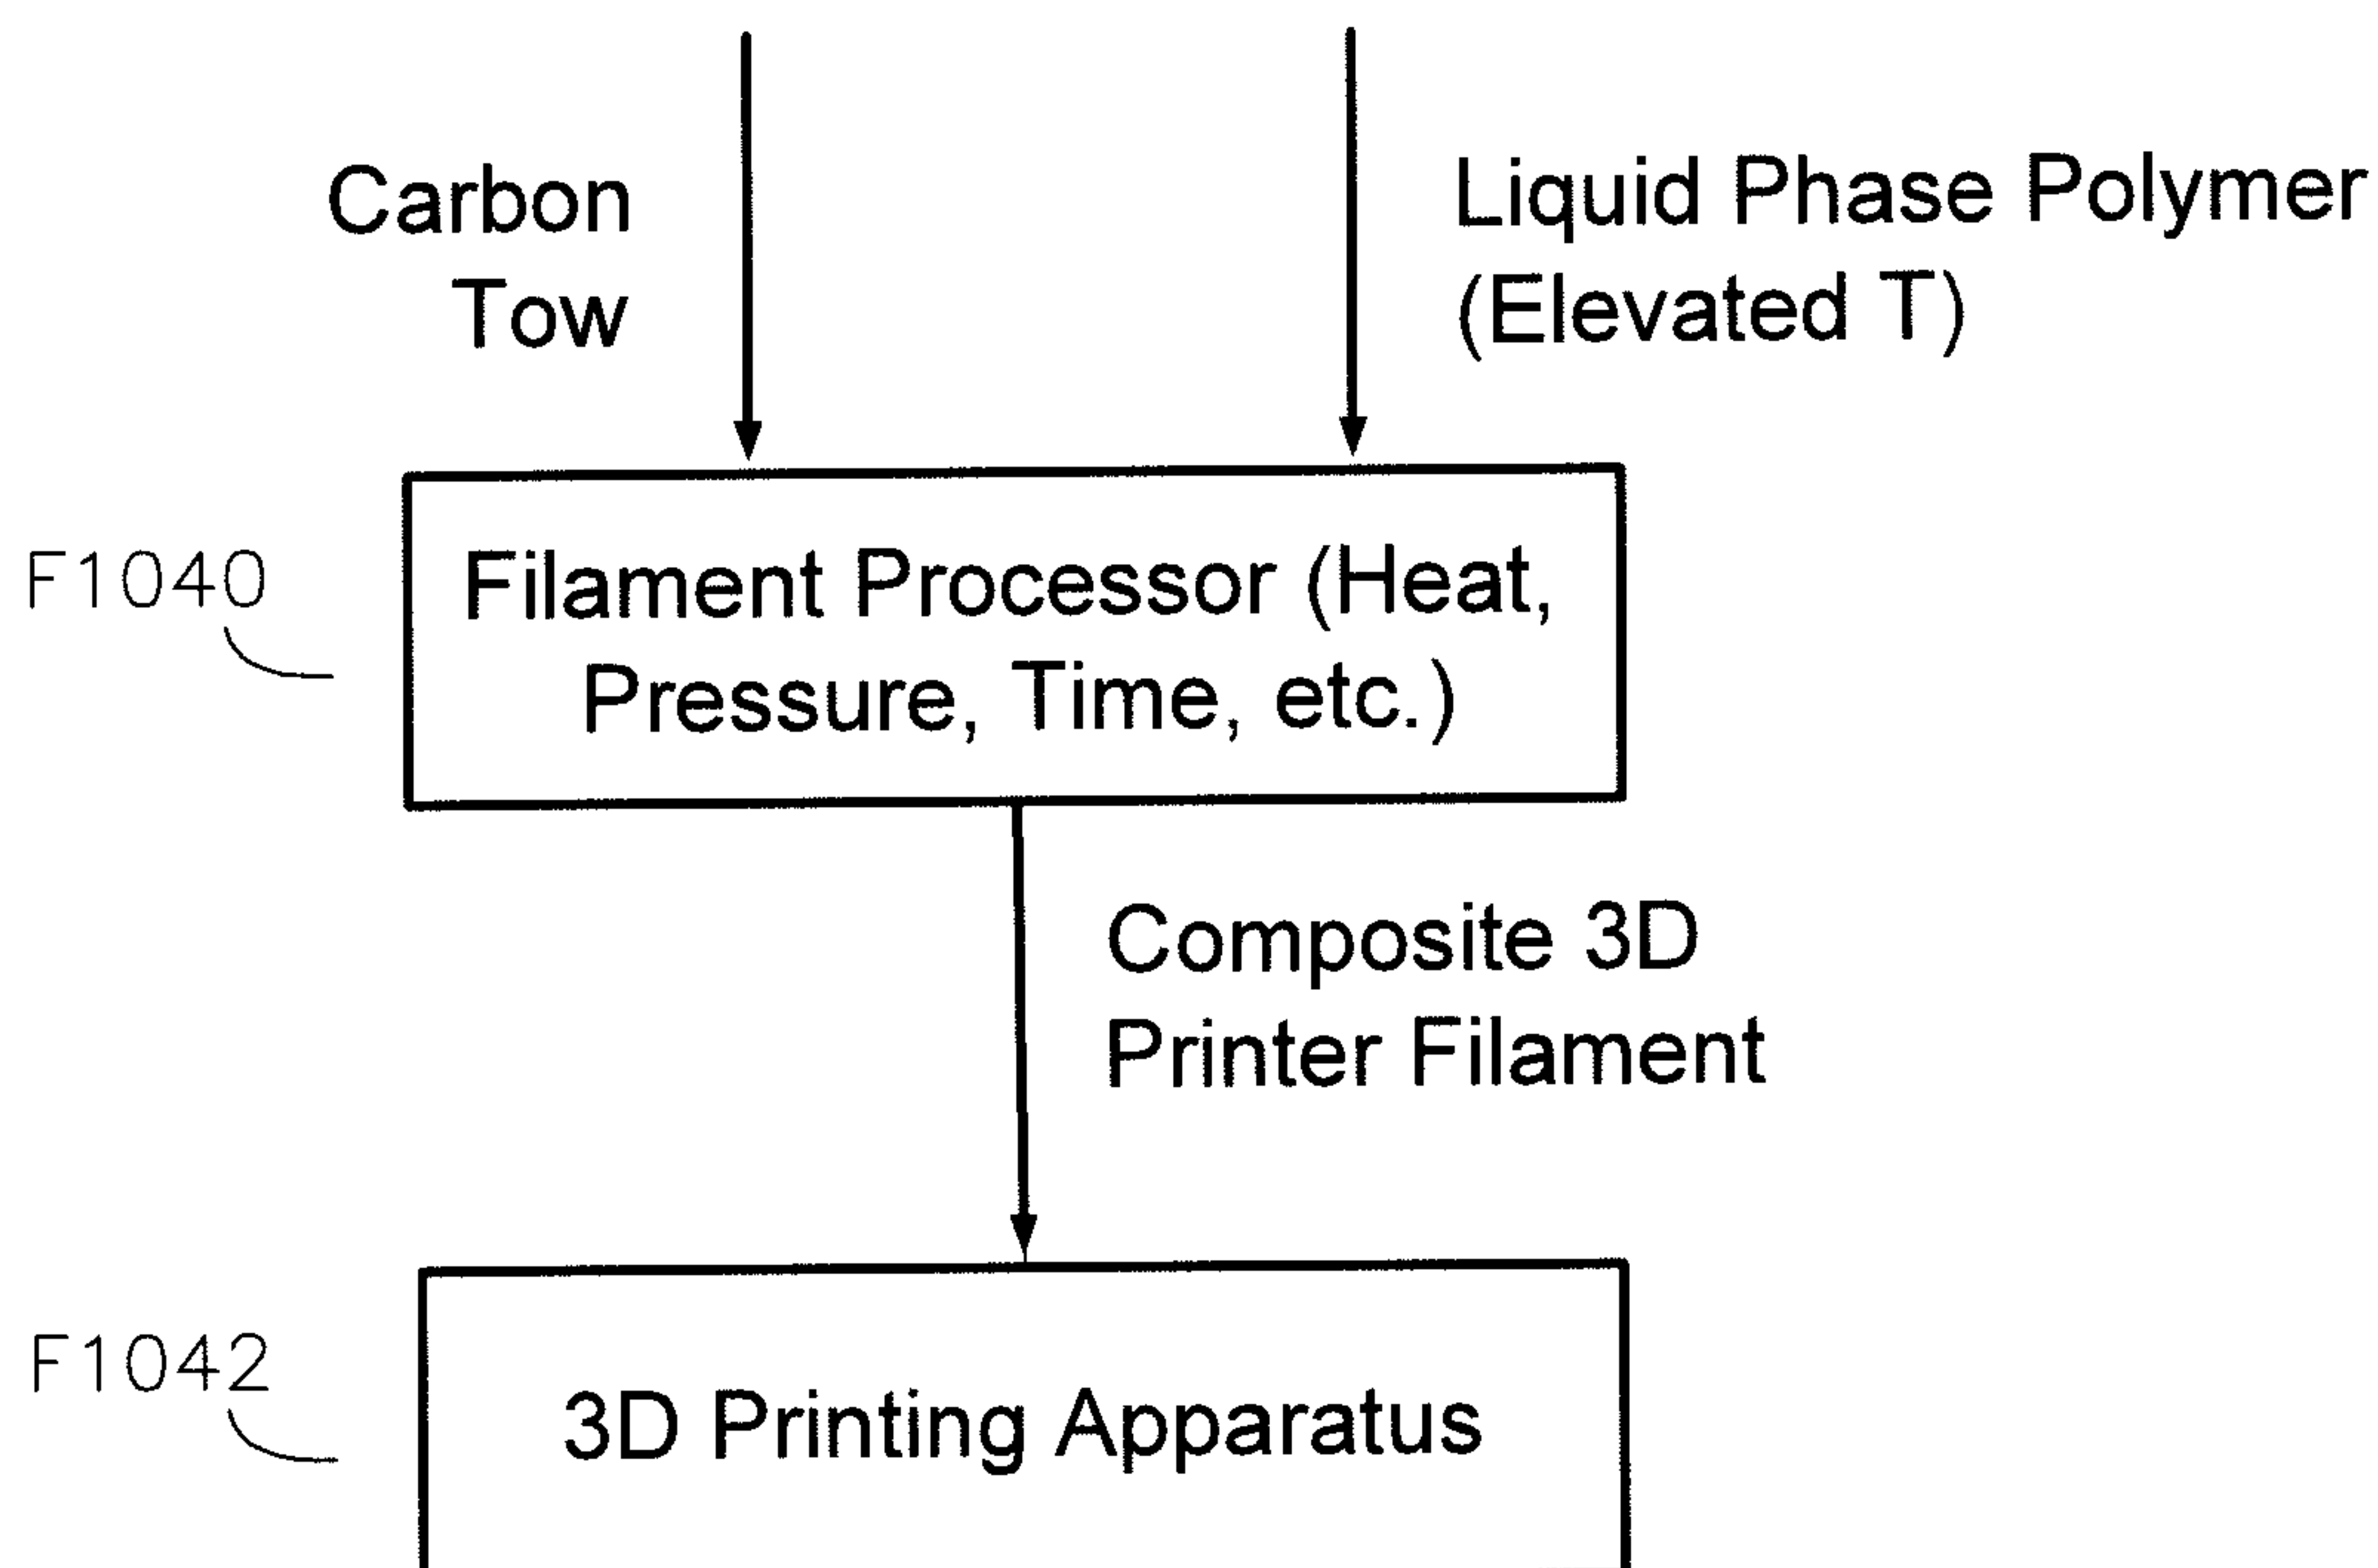 Carbon
Tow
Liquid Phase Polymer
(Elevated T)
F1040
Filament Processor (Heat,
Pressure, Time, etc.)
Composite 3D
Printer Filament
F1042
3D Printing Apparatus